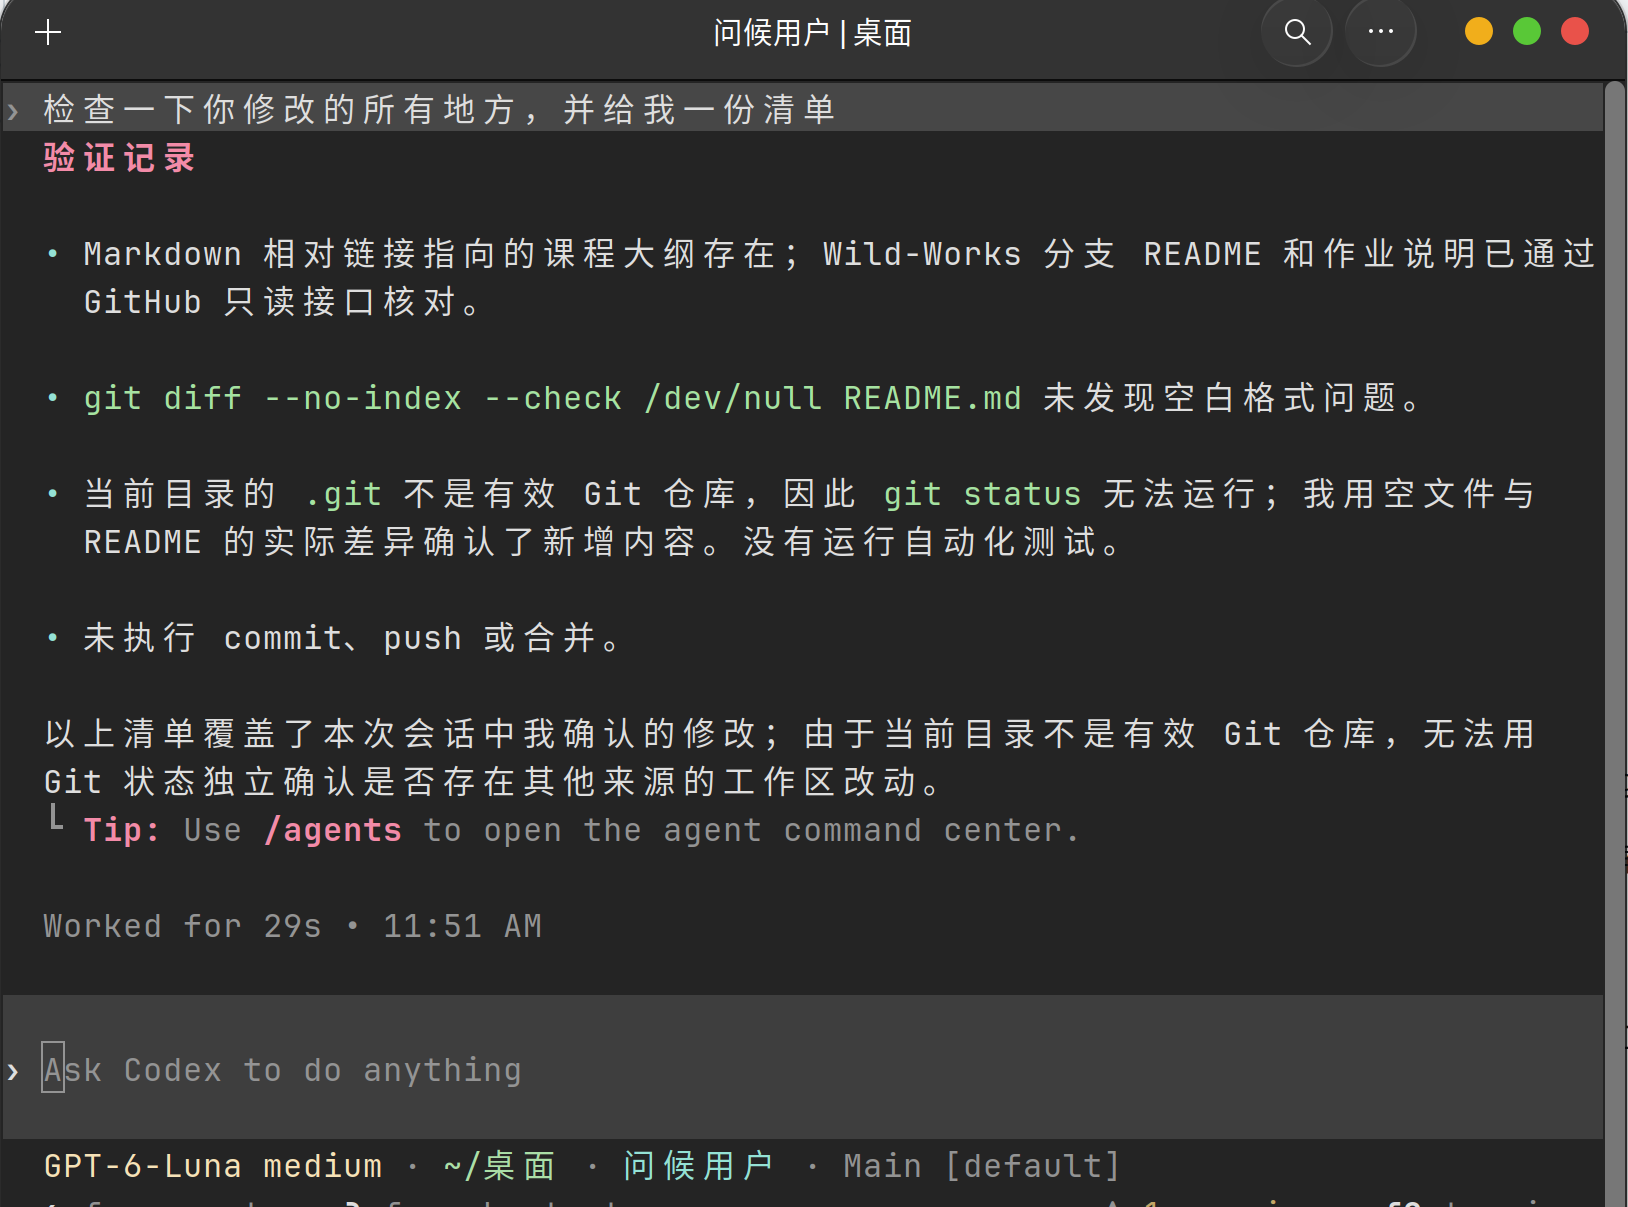 问候用户 | 桌面
› 检查一下你修改的所有地方，并给我一份清单
验证记录
• Markdown 相对链接指向的课程大纲存在；Wild-Works 分支 README 和作业说明已通过
GitHub 只读接口核对。
• git diff --no-index --check /dev/null README.md 未发现空白格式问题。
• 当前目录的 .git 不是有效 Git 仓库，因此 git status 无法运行；我用空文件与
README 的实际差异确认了新增内容。没有运行自动化测试。
• 未执行 commit、push 或合并。
以上清单覆盖了本次会话中我确认的修改；由于当前目录不是有效 Git 仓库，无法用
Git 状态独立确认是否存在其他来源的工作区改动。
└ Tip: Use /agents to open the agent command center.
Worked for 29s • 11:51 AM
› Ask Codex to do anything
GPT-6-Luna medium · ~/桌面 · 问候用户 · Main [default]